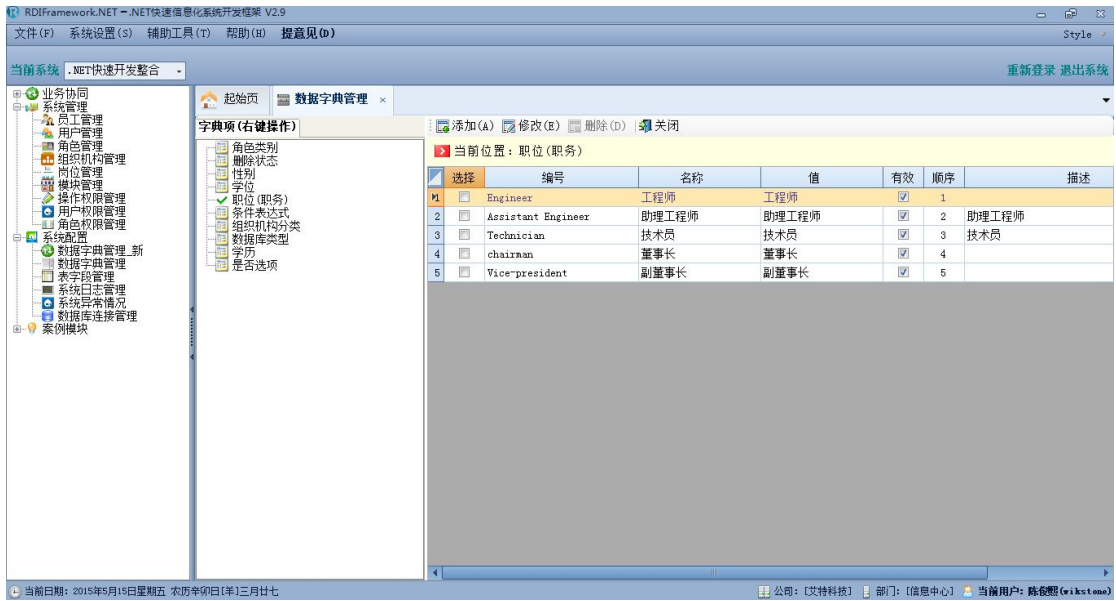 RDIFramework.NET ━ .NET快速信息化系统开发框架 V2.9
文件(F) 系统设置(S) 辅助工具(T) 帮助(H) 提意见(O) Style
当前系统 .NET快速开发整合 重新登录 退出系统
业务协同
系统管理
员工管理
用户管理
角色管理
组织机构管理
岗位管理
模块管理
操作权限管理
用户权限管理
角色权限管理
系统配置
数据字典管理_新
数据字典管理
表字段管理
系统日志管理
系统异常情况
数据库连接管理
案例模块
起始页 数据字典管理 ×
字典项(右键操作)
角色类别
删除状态
性别
学位
职位(职务)
条件表达式
组织机构分类
数据库类型
学历
是否选项
添加(A) 修改(E) 删除(D) 关闭
当前位置: 职位(职务)
选择 编号 名称 值 有效 顺序 描述
1 Engineer 工程师 工程师 1
2 Assistant Engineer 助理工程师 助理工程师 2 助理工程师
3 Technician 技术员 技术员 3 技术员
4 chairman 董事长 董事长 4
5 Vice-president 副董事长 副董事长 5
当前日期: 2015年5月15日星期五 农历辛卯日[羊]三月廿七 公司: [艾特科技] 部门: [信息中心] 当前用户: 陈俊熙(wikstone)